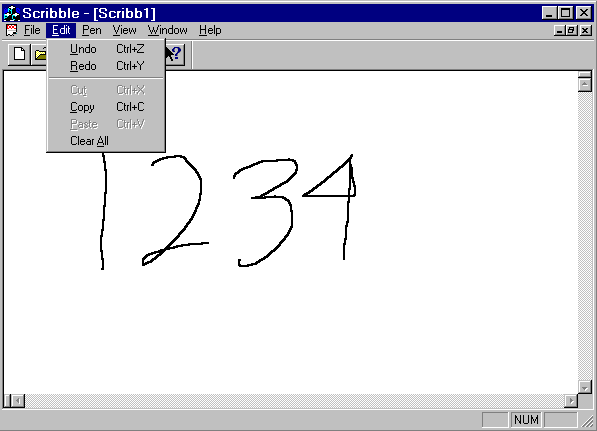 Scribble - [Scribb1]
File Edit Pen View Window Help
Undo Ctrl+Z
Redo Ctrl+Y
Cut Ctrl+X
Copy Ctrl+C
Paste Ctrl+V
Clear All
1234
NUM